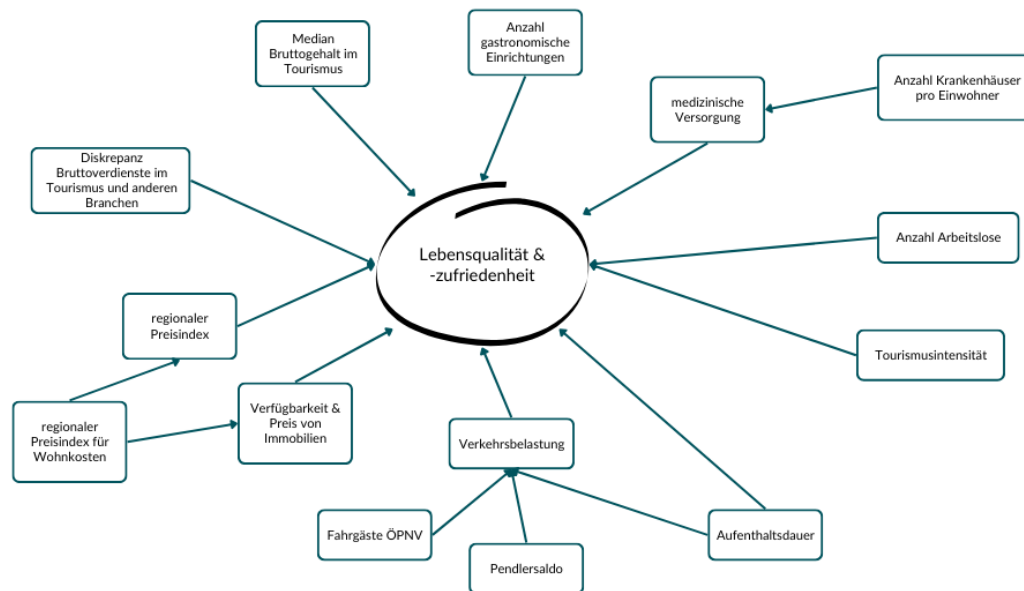 Median
Bruttogehalt im
Tourismus
Anzahl
gastronomische
Einrichtungen
medizinische
Versorgung
Anzahl Krankenhäuser
pro Einwohner
Diskrepanz
Bruttoverdienste im
Tourismus und anderen
Branchen
Lebensqualität &
-zufriedenheit
Anzahl Arbeitslose
regionaler
Preisindex
Tourismusintensität
regionaler
Preisindex für
Wohnkosten
Verfügbarkeit &
Preis von
Immobilien
Verkehrsbelastung
Fahrgäste ÖPNV
Pendlersaldo
Aufenthaltsdauer